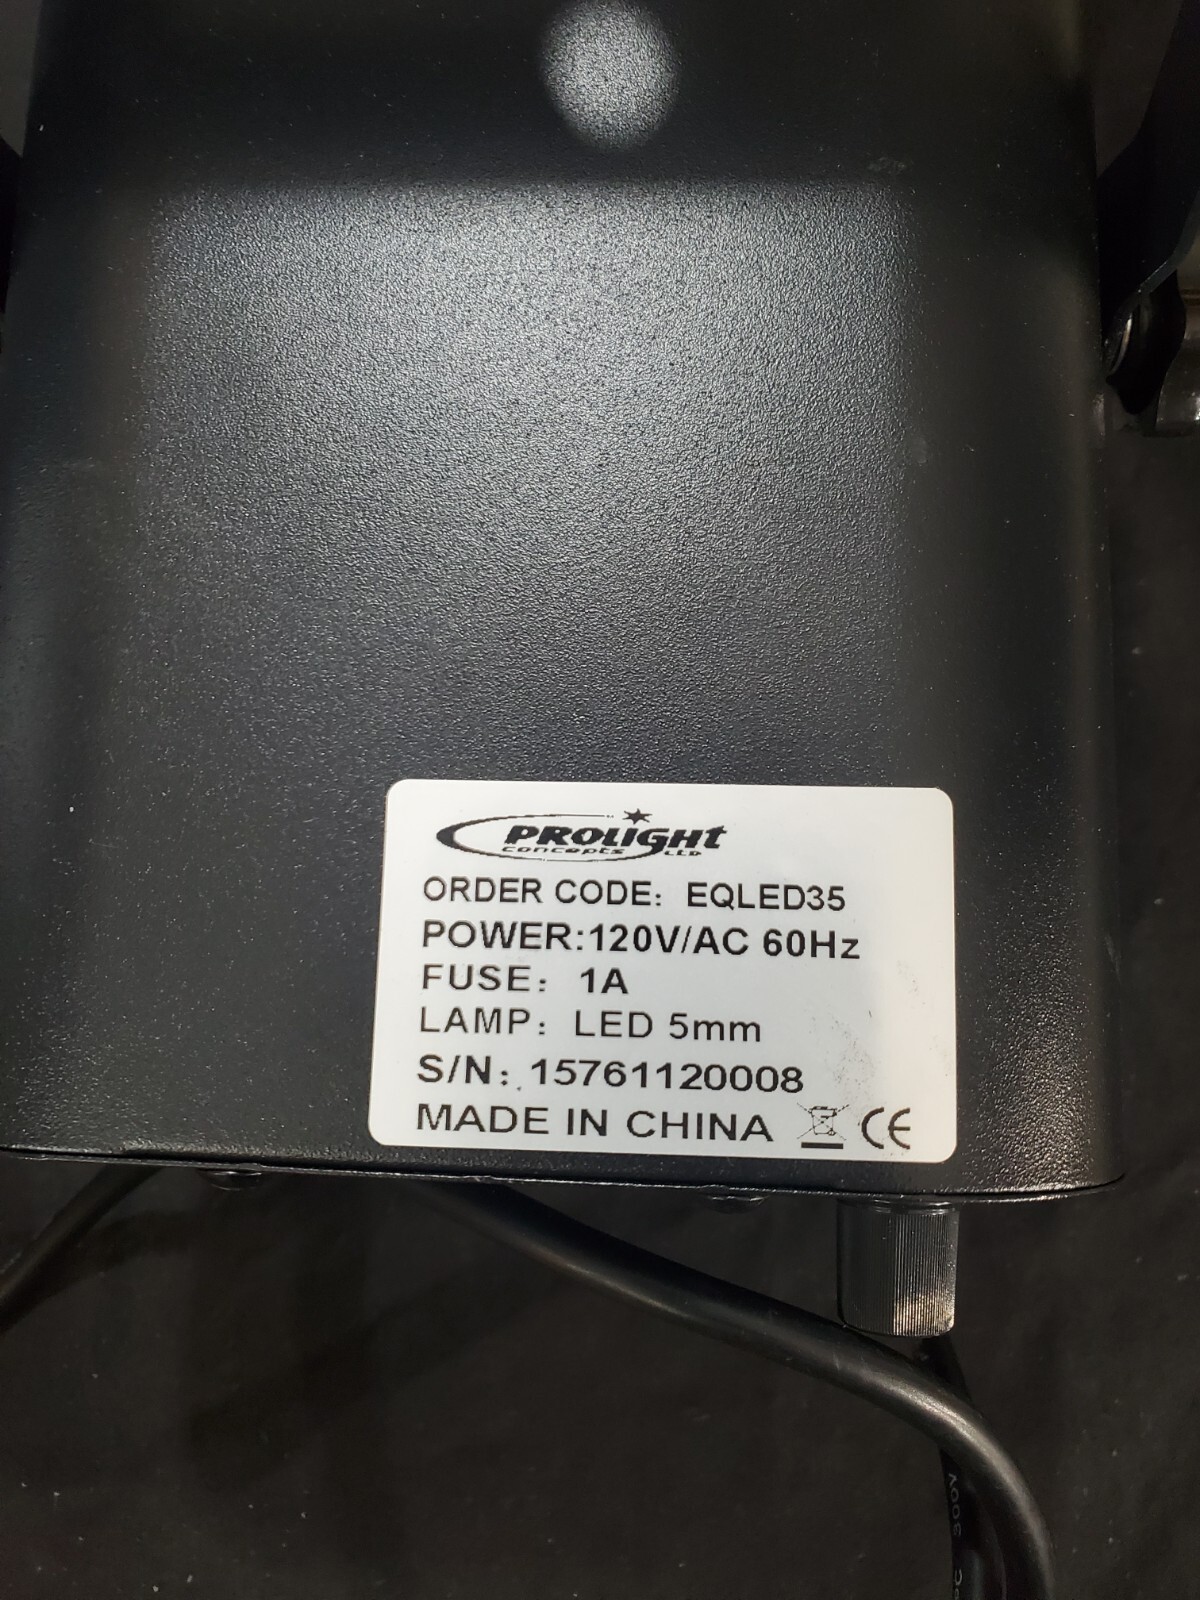 PROLIGHT
concepts LTD
ORDER CODE: EQLED35
POWER:120V/AC 60Hz
FUSE: 1A
LAMP: LED 5mm
S/N: 15761120008
MADE IN CHINA CE
300V